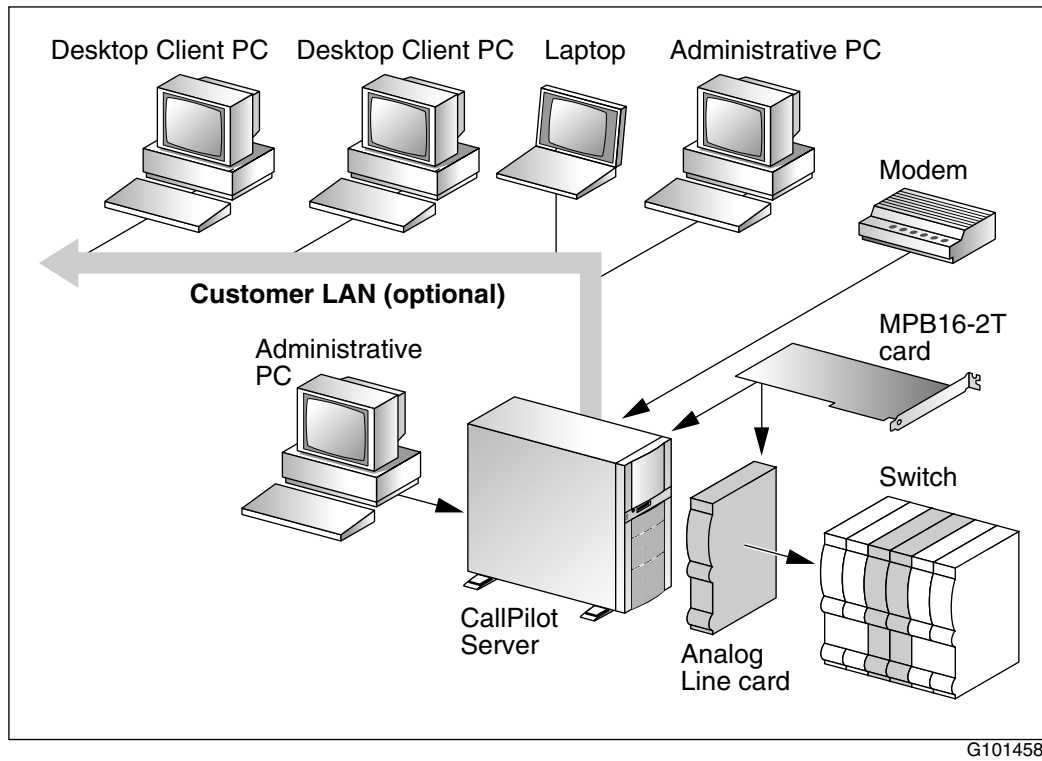 Desktop Client PC
Desktop Client PC
Laptop
Administrative PC
Modem
Customer LAN (optional)
MPB16-2T
card
Administrative
PC
Switch
CallPilot
Server
Analog
Line card
G101458